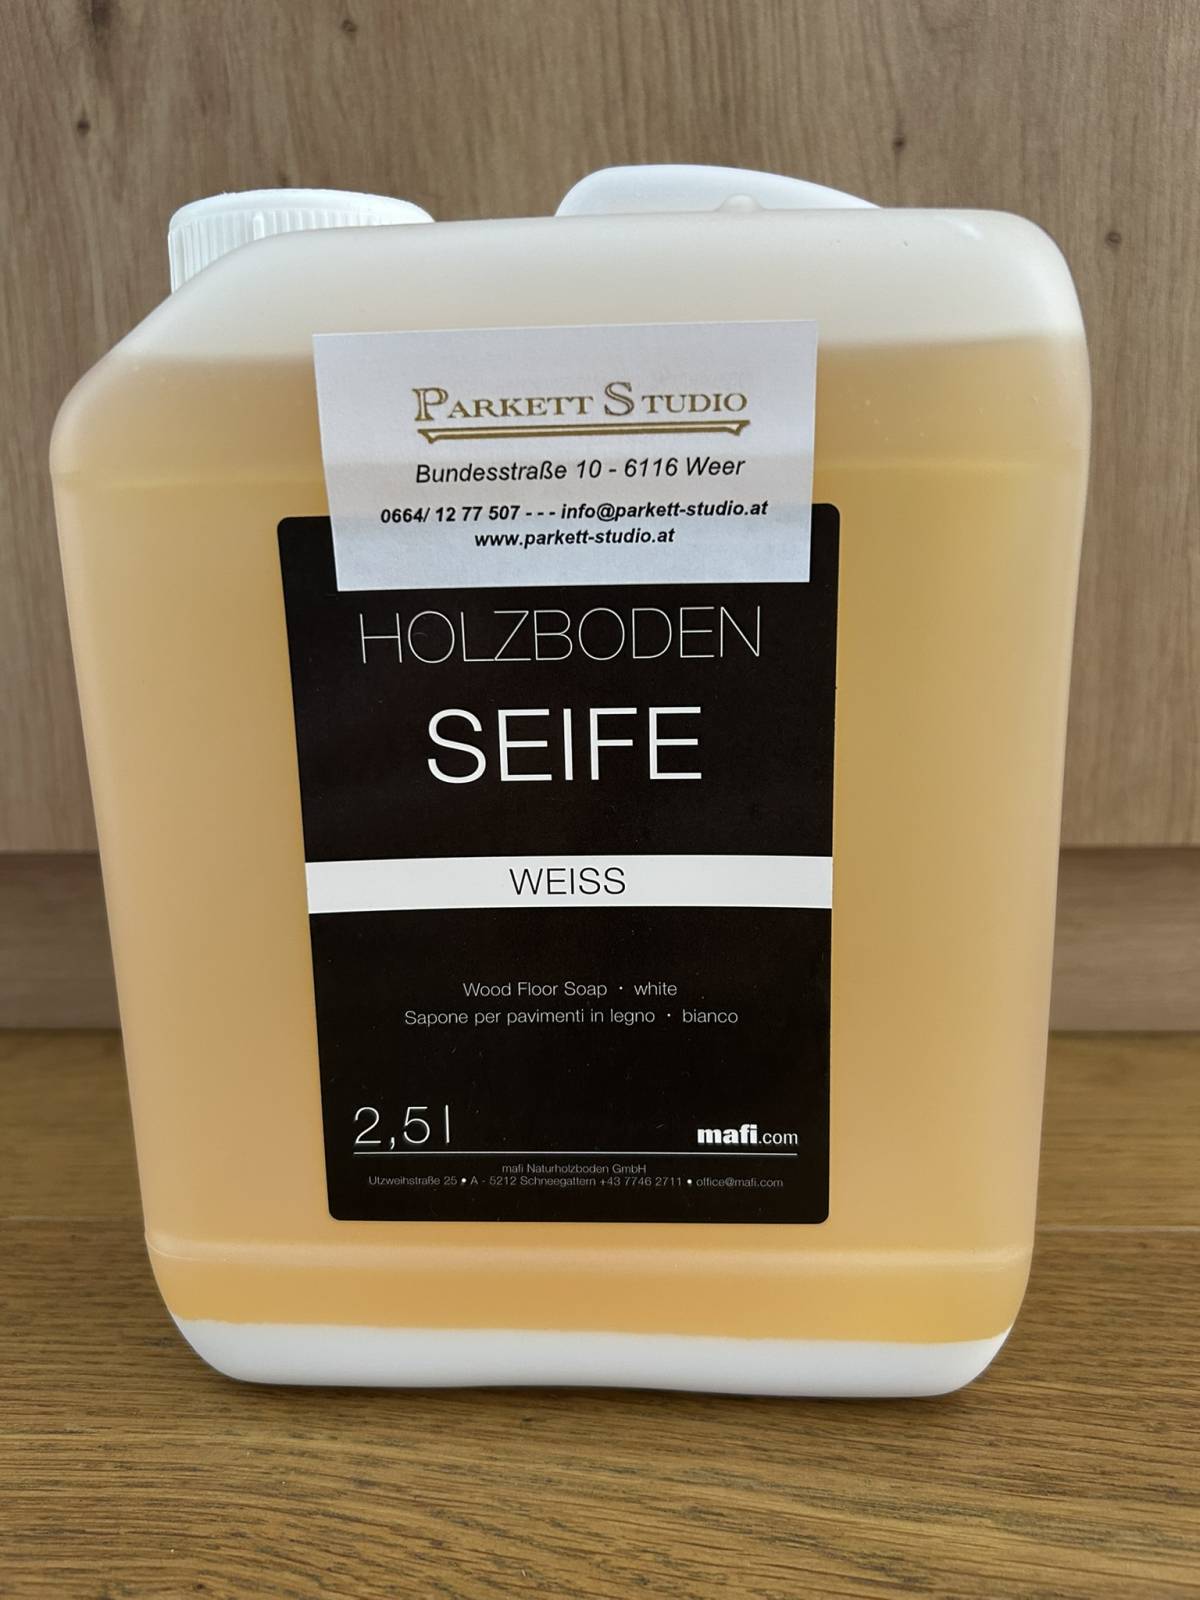 PARKETT STUDIO
Bundesstraße 10 - 6116 Weer
0664/ 12 77 507 - - - info@parkett-studio.at
www.parkett-studio.at
HOLZBODEN
SEIFE
WEISS
Wood Floor Soap · white
Sapone per pavimenti in legno · bianco
2,5 l
mafi.com
mafi Naturholzboden GmbH
Utzweihstraße 25 • A - 5212 Schneegattern +43 7746 2711 • office@mafi.com